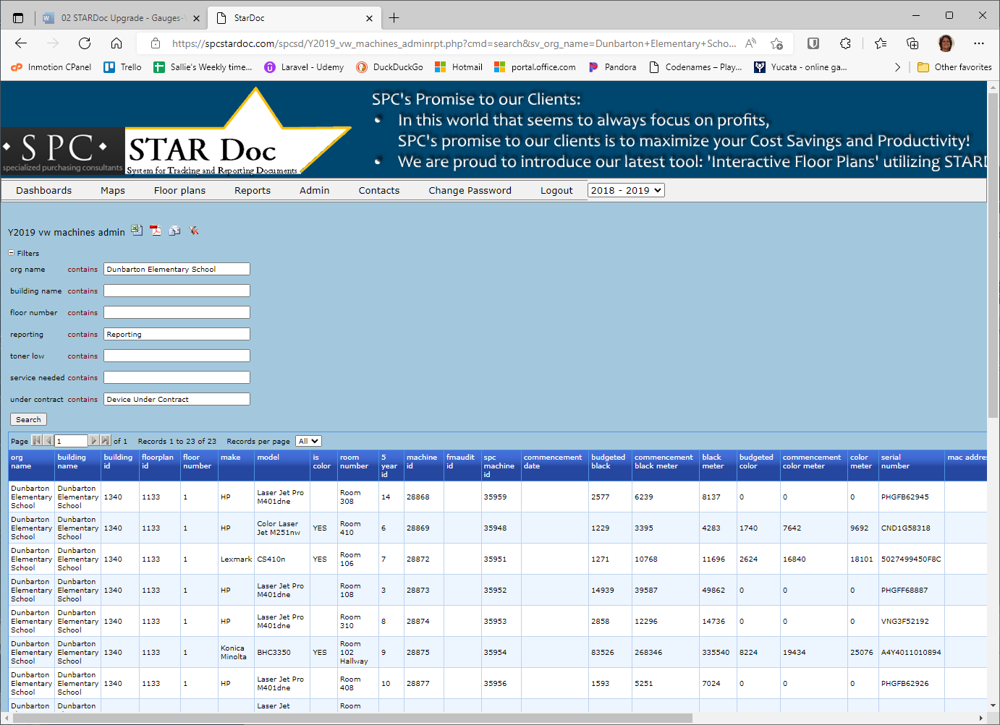 02 STARDoc Upgrade - Gauges-
StarDoc
https://spcstardoc.com/spcsd/Y2019_vw_machines_adminrpt.php?cmd=search&sv_org_name=Dunbarton+Elementary+Scho...
Inmotion CPanel Trello Sallie's Weekly time... Laravel - Udemy DuckDuckGo Hotmail portal.office.com Pandora Codenames – Play... Yucata - online ga... Other favorites
SPC's Promise to our Clients:
• In this world that seems to always focus on profits,
SPC's promise to our clients is to maximize your Cost Savings and Productivity!
• We are proud to introduce our latest tool: 'Interactive Floor Plans' utilizing STARD
SPC
specialized purchasing consultants
STAR Doc
System for Tracking and Reporting Documents
Dashboards Maps Floor plans Reports Admin Contacts Change Password Logout 2018 - 2019
Y2019 vw machines admin
Filters
org name contains Dunbarton Elementary School
building name contains
floor number contains
reporting contains Reporting
toner low contains
service needed contains
under contract contains Device Under Contract
Search
Page 1 of 1 Records 1 to 23 of 23 Records per page All
org name building name building id floorplan id floor number make model is color room number 5 year id machine id fmaudit id spc machine id commencement date budgeted black commencement black meter black meter budgeted color commencement color meter color meter serial number mac addres
Dunbarton Elementary School Dunbarton Elementary School 1340 1133 1 HP Laser Jet Pro M401dne Room 308 14 28868 35959 2577 6239 8137 0 0 0 PHGFB62945
Dunbarton Elementary School Dunbarton Elementary School 1340 1133 1 HP Color Laser Jet M251nw YES Room 410 6 28869 35948 1229 3395 4283 1740 7642 9692 CND1G58318
Dunbarton Elementary School Dunbarton Elementary School 1340 1133 1 Lexmark CS410n YES Room 106 7 28872 35951 1271 10768 11696 2624 16840 18101 5027499450F8C
Dunbarton Elementary School Dunbarton Elementary School 1340 1133 1 HP Laser Jet Pro M401dne Room 108 3 28873 35952 14939 39587 49862 0 0 0 PHGFF68887
Dunbarton Elementary School Dunbarton Elementary School 1340 1133 1 HP Laser Jet Pro M401dne Room 310 8 28874 35953 2858 12296 14736 0 0 0 VNG3F52192
Dunbarton Elementary School Dunbarton Elementary School 1340 1133 1 Konica Minolta BHC3350 YES Room 102 Hallway 9 28875 35954 83526 268346 335540 8224 19434 25076 A4Y4011010894
Dunbarton Elementary School Dunbarton Elementary School 1340 1133 1 HP Laser Jet Pro M401dne Room 408 10 28877 35956 1593 5251 7024 0 0 0 PHGFB62926
Dunbarton Dunbarton Laser Jet Room